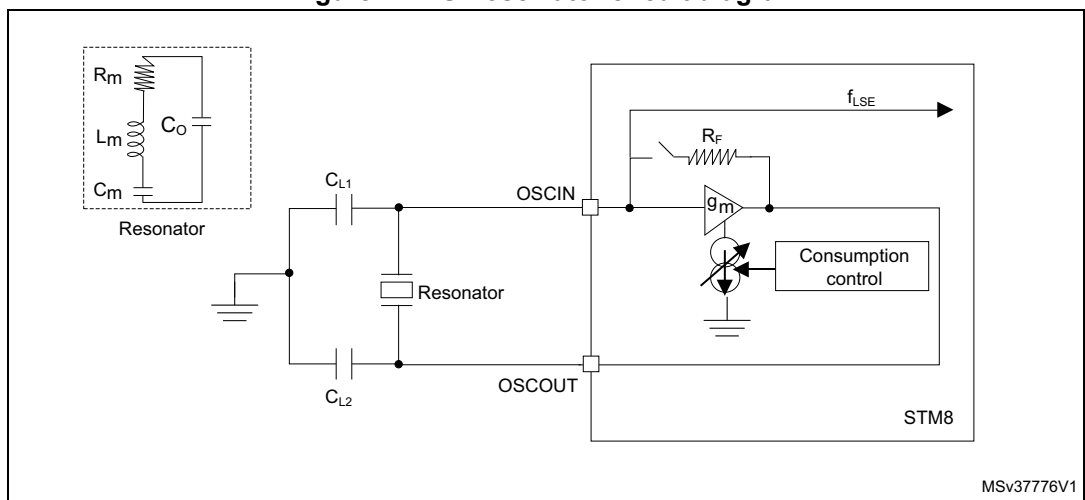 Rm
Lm
CO
Cm
Resonator
CL1
CL2
Resonator
OSCIN
OSCOUT
fLSE
RF
gm
Consumption
control
STM8
MSv37776V1